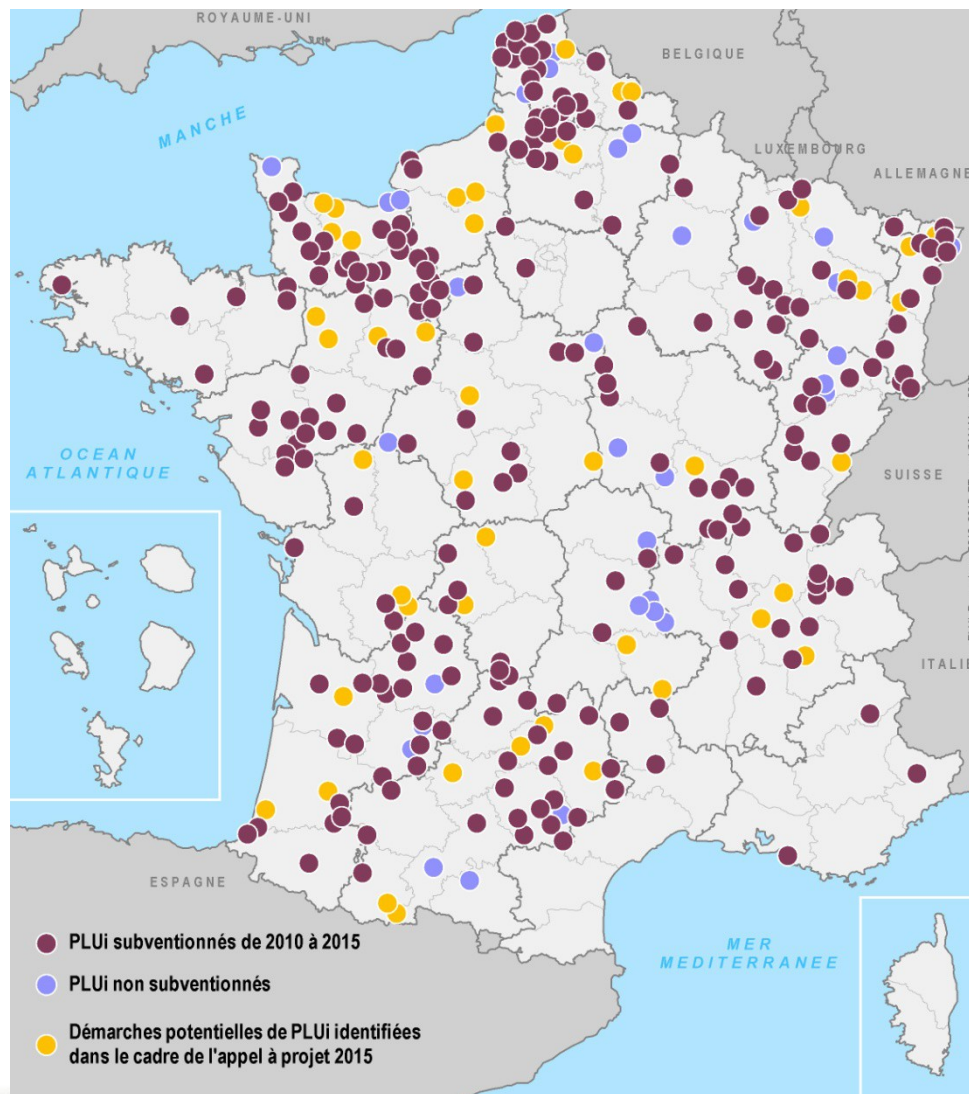 ROYAUME-UNI
BELGIQUE
MANCHE
LUXEMBOURG
ALLEMAGNE
OCEAN
ATLANTIQUE
SUISSE
ITALIE
ESPAGNE
MER
MEDITERRANEE
PLUi subventionnés de 2010 à 2015
PLUi non subventionnés
Démarches potentielles de PLUi identifiées
dans le cadre de l'appel à projet 2015